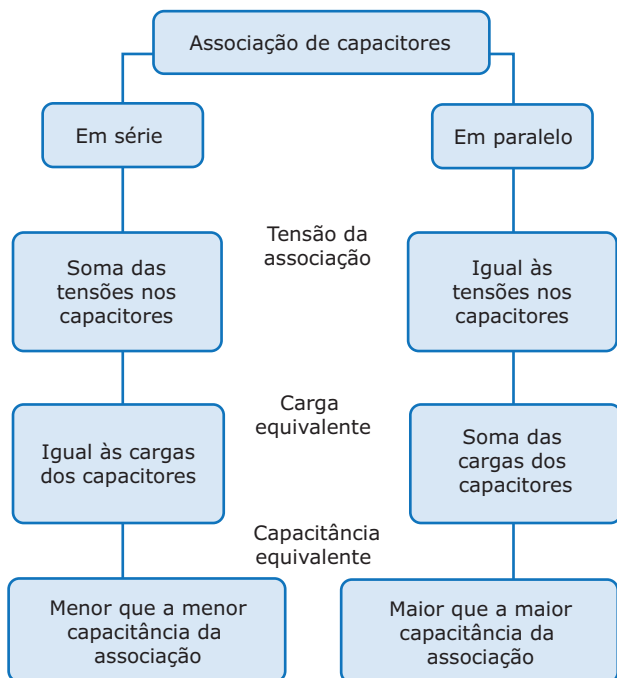 Associação de capacitores
Em série
Em paralelo
Tensão da
associação
Soma das
tensões nos
capacitores
Igual às
tensões nos
capacitores
Carga
equivalente
Igual às cargas
dos capacitores
Soma das
cargas dos
capacitores
Capacitância
equivalente
Menor que a menor
capacitância da
associação
Maior que a maior
capacitância da
associação